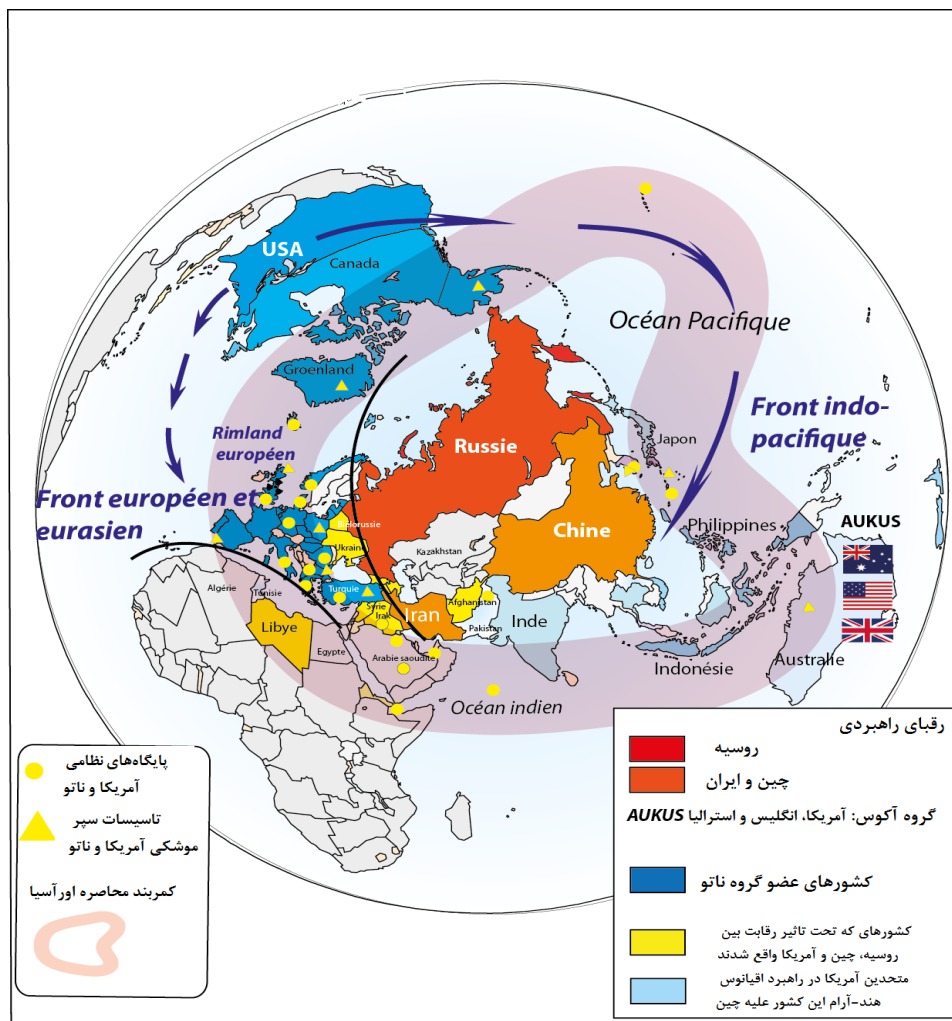 USA
Canada
Groenland
Océan Pacifique
Rimland
européen
Russie
Japon
Front indo-
pacifique
Front européen et
eurasien
Biélorussie
Ukraine
Chine
Philippines
AUKUS
Kazakhstan
Algérie
Tunisie
Turquie
Syrie
Irak
Iran
Afghanistan
Pakistan
Inde
Libye
Egypte
Arabie saoudite
Indonésie
Australie
Océan indien
پایگاه‌های نظامی
آمریکا و ناتو
تاسیسات سپر
موشکی آمریکا و ناتو
کمربند محاصره اورآسیا
رقبای راهبردی
روسیه
چین و ایران
گروه آکوس: آمریکا، انگلیس و استرالیا AUKUS
کشورهای عضو گروه ناتو
کشورهای که تحت تاثیر رقابت بین
روسیه، چین و آمریکا واقع شدند
متحدین آمریکا در راهبرد اقیانوس
هند-آرام این کشور علیه چین